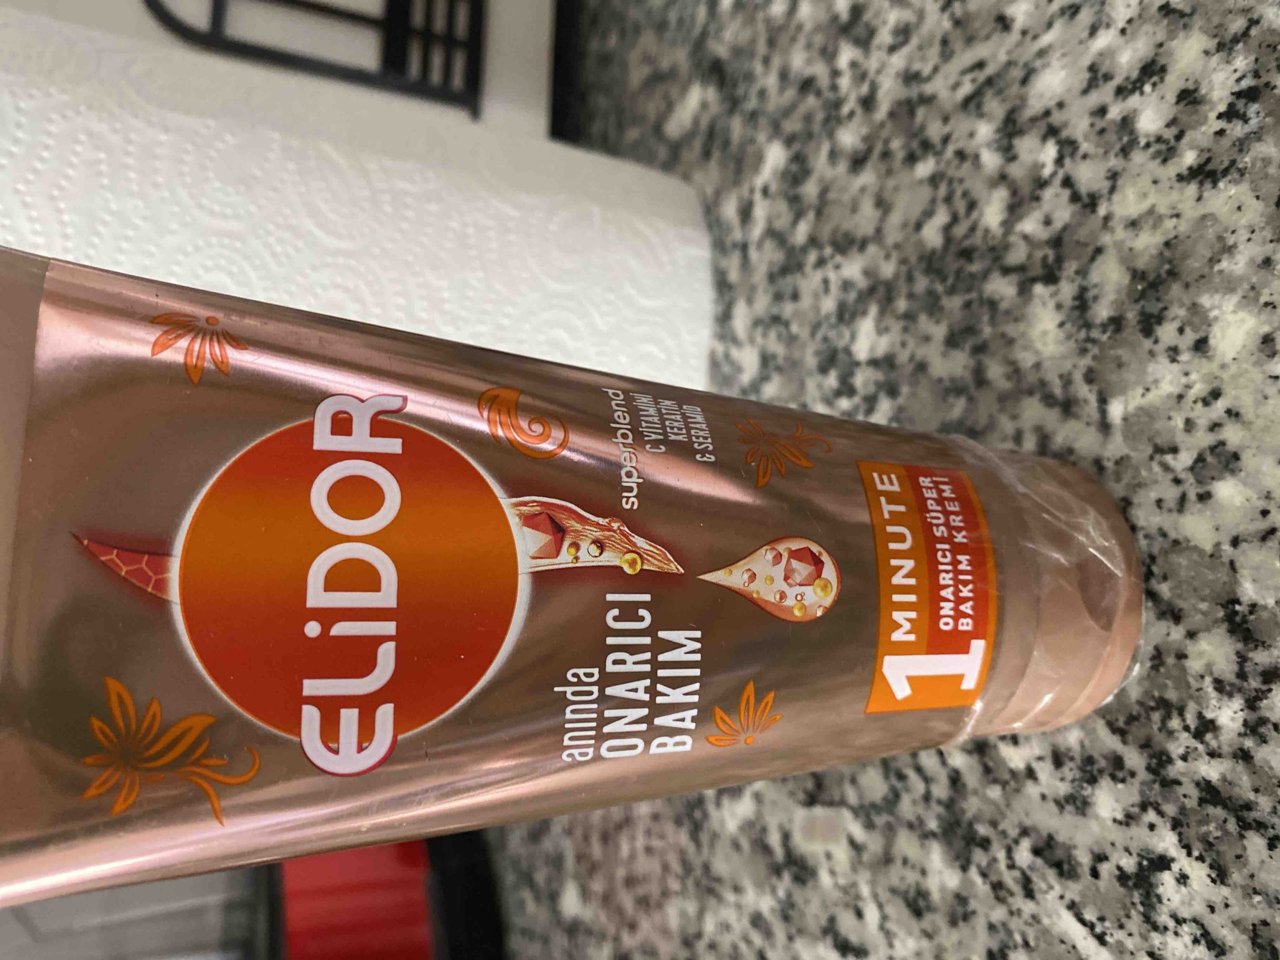 ELiDOR
anında
ONARICI
BAKIM
superblend
C VİTAMİNİ
KERATİN
& SERAMİD
1 MINUTE
ONARICI SÜPER
BAKIM KREMİ